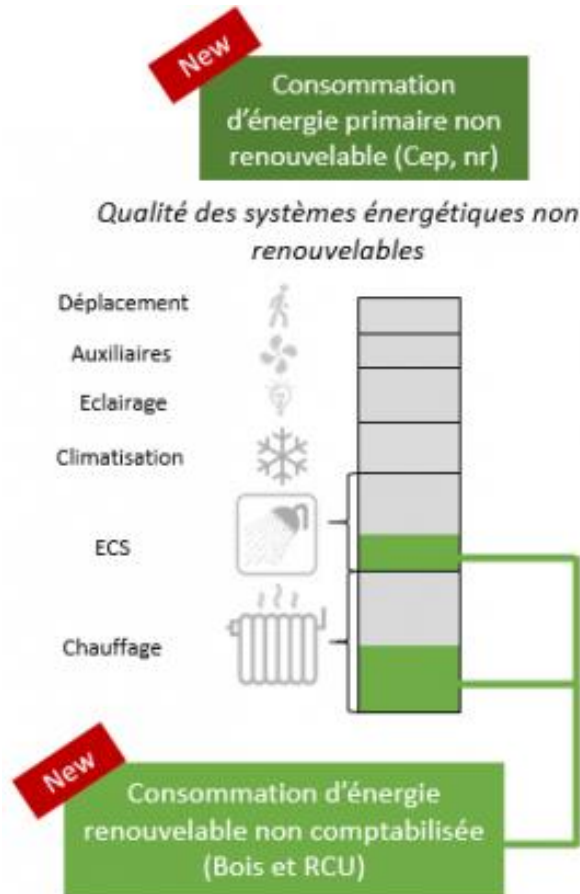 New
Consommation
d'énergie primaire non
renouvelable (Cep, nr)
Qualité des systèmes énergétiques non
renouvelables
Déplacement
Auxiliaires
Eclairage
Climatisation
ECS
Chauffage
New
Consommation d'énergie
renouvelable non comptabilisée
(Bois et RCU)